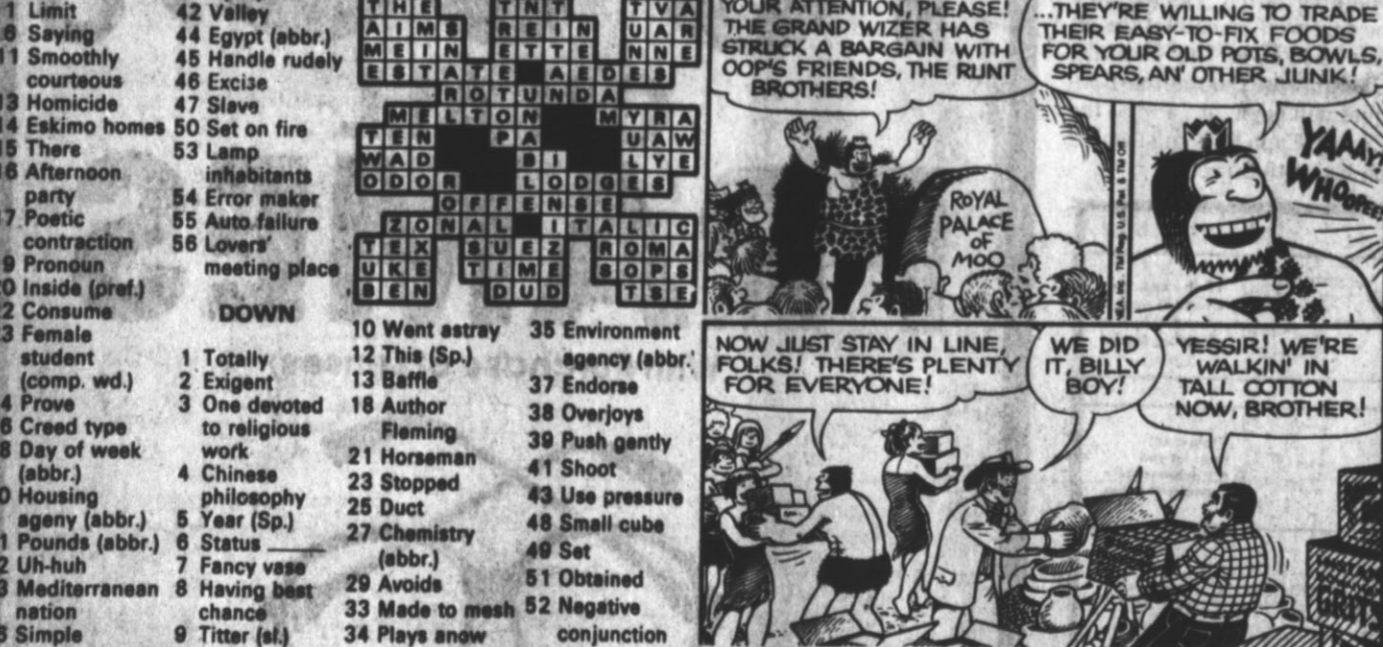 1 Limit
6 Saying
11 Smoothly
courteous
13 Homicide
14 Eskimo homes
15 There
16 Afternoon
party
17 Poetic
contraction
19 Pronoun
20 Inside (pref.)
22 Consume
23 Female
student
(comp. wd.)
24 Prove
26 Creed type
28 Day of week
(abbr.)
30 Housing
ageny (abbr.)
31 Pounds (abbr.)
32 Uh-huh
33 Mediterranean
nation
35 Simple
42 Valley
44 Egypt (abbr.)
45 Handle rudely
46 Excise
47 Slave
50 Set on fire
53 Lamp
inhabitants
54 Error maker
55 Auto failure
56 Lovers'
meeting place
DOWN
1 Totally
2 Exigent
3 One devoted
to religious
work
4 Chinese
philosophy
5 Year (Sp.)
6 Status ____
7 Fancy vase
8 Having best
chance
9 Titter (sl.)
THE TNT TVA
AIMS REIN UAR
MEIN ETTE NNE
ESTATE AEDES
ROTUNDA
MELTON MYRA
TEN PA UAW
WAD BI LYE
ODOR LODGES
OFFENSE
ZONAL ITALIC
TEX SUEZ ROMA
UKE TIME SOPS
BEN DUD TSE
10 Went astray
12 This (Sp.)
13 Baffle
18 Author
Fleming
21 Horseman
23 Stopped
25 Duct
27 Chemistry
(abbr.)
29 Avoids
33 Made to mesh
34 Plays anow
35 Environment
agency (abbr.
37 Endorse
38 Overjoys
39 Push gently
41 Shoot
43 Use pressure
48 Small cube
49 Set
51 Obtained
52 Negative
conjunction
YOUR ATTENTION, PLEASE!
THE GRAND WIZER HAS
STRUCK A BARGAIN WITH
OOP'S FRIENDS, THE RUNT
BROTHERS!
ROYAL
PALACE
OF
MOO
...THEY'RE WILLING TO TRADE
THEIR EASY-TO-FIX FOODS
FOR YOUR OLD POTS, BOWLS,
SPEARS, AN' OTHER JUNK!
YAAAY!
WHOOPEE!
NEA, Inc. TM Reg. U.S. Pat. & TM Off.
NOW JUST STAY IN LINE,
FOLKS! THERE'S PLENTY
FOR EVERYONE!
WE DID
IT, BILLY
BOY!
YESSIR! WE'RE
WALKIN' IN
TALL COTTON
NOW, BROTHER!
GRITS